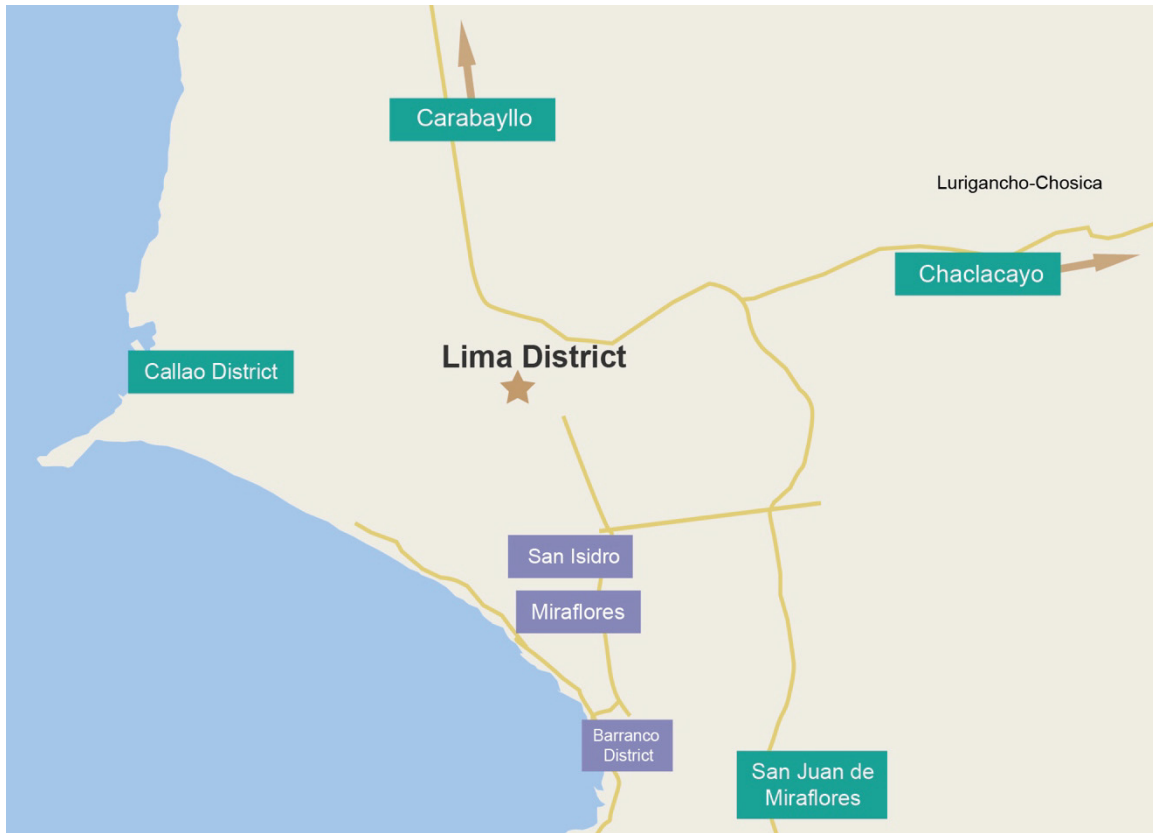 Carabayllo
Lurigancho-Chosica
Chaclacayo
Lima District
Callao District
San Isidro
Miraflores
Barranco
District
San Juan de
Miraflores